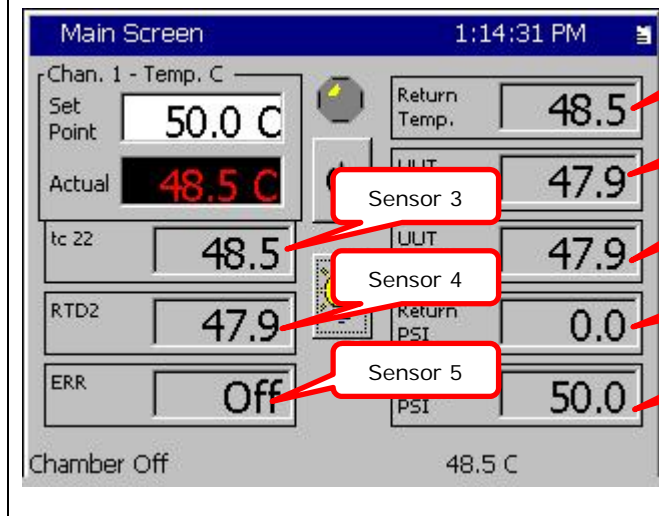 Main Screen 1:14:31 PM
Chan. 1 - Temp. C
Set
Point 50.0 C
Actual 48.5 C
tc 22 48.5
RTD2 47.9
ERR Off
Sensor 3
Sensor 4
Sensor 5
Return
Temp. 48.5
UUT 47.9
UUT 47.9
Return
PSI 0.0
PSI 50.0
Chamber Off 48.5 C